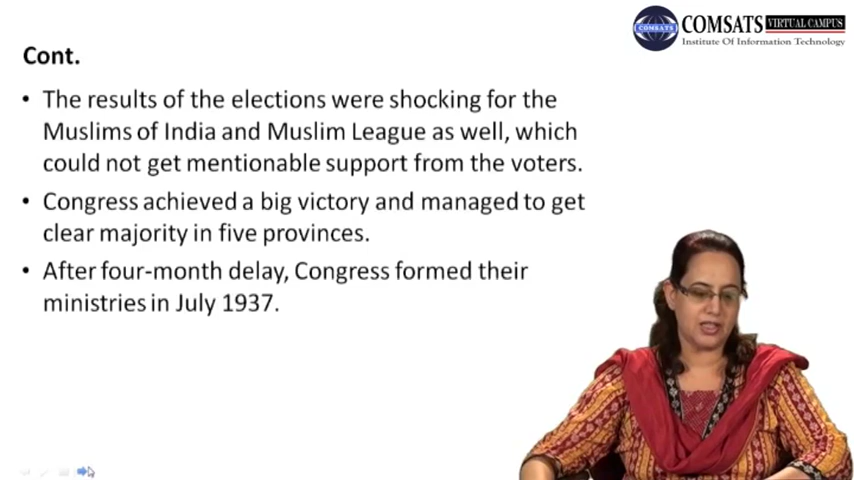 COMSATS VIRTUAL CAMPUS
Institute Of Information Technology
COMSATS
Cont.
• The results of the elections were shocking for the
Muslims of India and Muslim League as well, which
could not get mentionable support from the voters.
• Congress achieved a big victory and managed to get
clear majority in five provinces.
• After four-month delay, Congress formed their
ministries in July 1937.